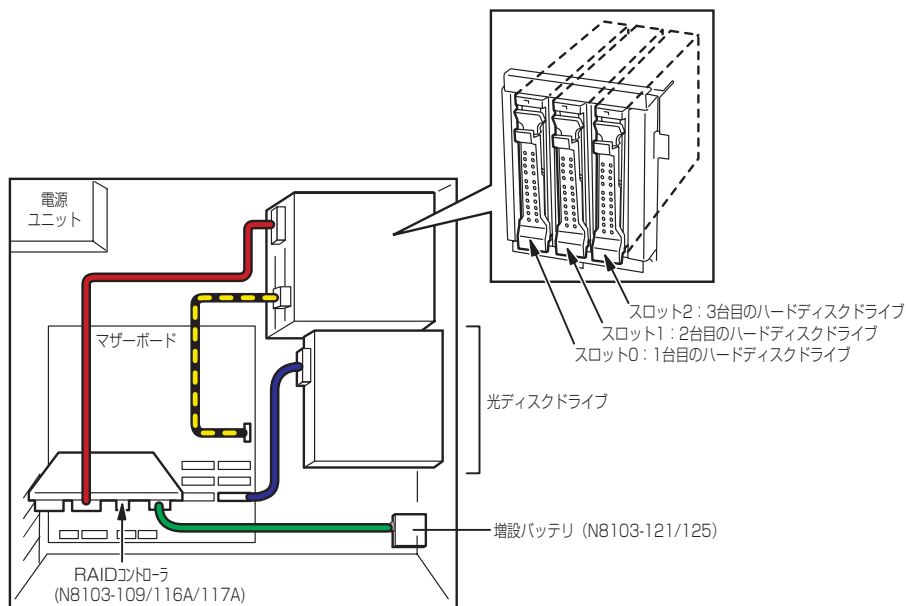 電源
ユニット
マザーボード
スロット2：3台目のハードディスクドライブ
スロット1：2台目のハードディスクドライブ
スロット0：1台目のハードディスクドライブ
光ディスクドライブ
増設バッテリ（N8103-121/125）
RAIDコントローラ
(N8103-109/116A/117A)